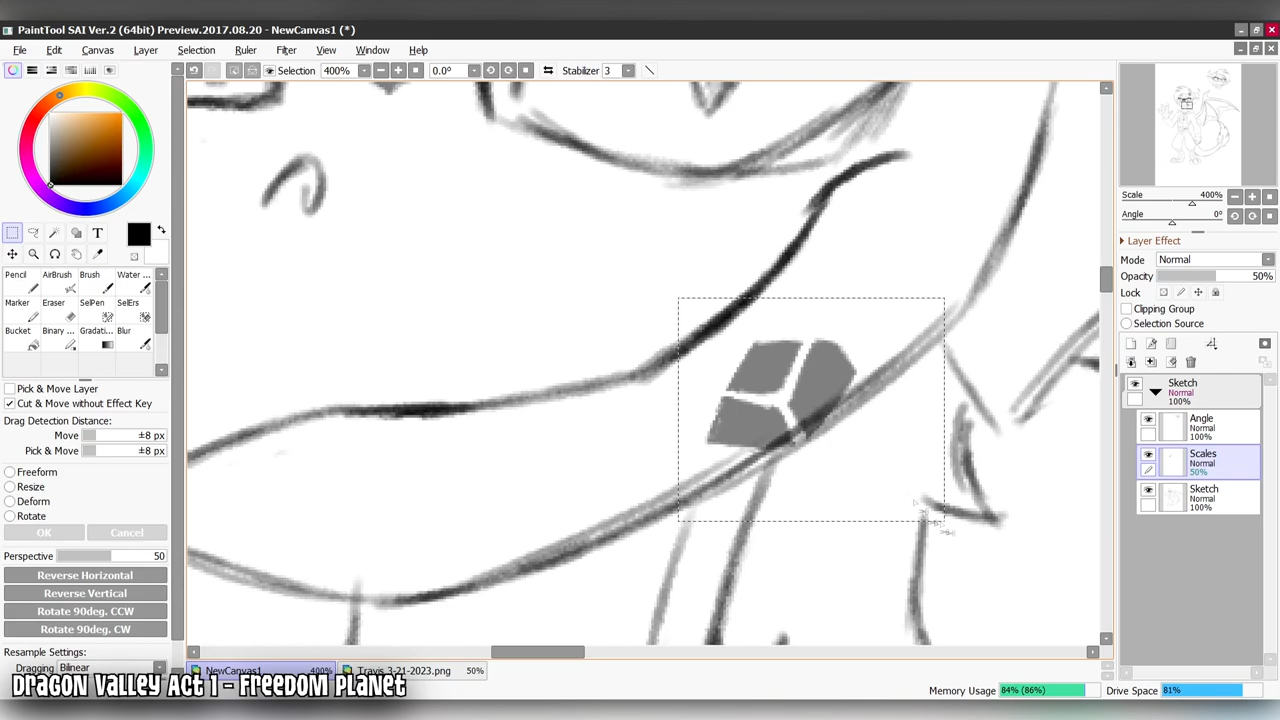 PaintTool SAI Ver.2 (64bit) Preview.2017.08.20 - NewCanvas1 (*)
File Edit Canvas Layer Selection Ruler Filter View Window Help
Selection 400% 0.0° Stabilizer 3
Scale 400%
Angle 0°
T
Pencil AirBrush Brush Water ...
Marker Eraser SelPen SelErs
Bucket Binary ... Gradati... Blur
Layer Effect
Mode Normal
Opacity 50%
Lock
Clipping Group
Selection Source
Sketch
Normal
100%
Angle
Normal
100%
Scales
Normal
50%
Sketch
Normal
100%
Pick & Move Layer
Cut & Move without Effect Key
Drag Detection Distance:
Move ±8 px
Pick & Move ±8 px
Freeform
Resize
Deform
Rotate
OK Cancel
Perspective 50
Reverse Horizontal
Reverse Vertical
Rotate 90deg. CCW
Rotate 90deg. CW
Resample Settings:
Dragging Bilinear
NewCanvas1 400% Travis 3-21-2023.png 50%
Dragon Valley Act 1 - Freedom Planet
Memory Usage 84% (86%) Drive Space 81%